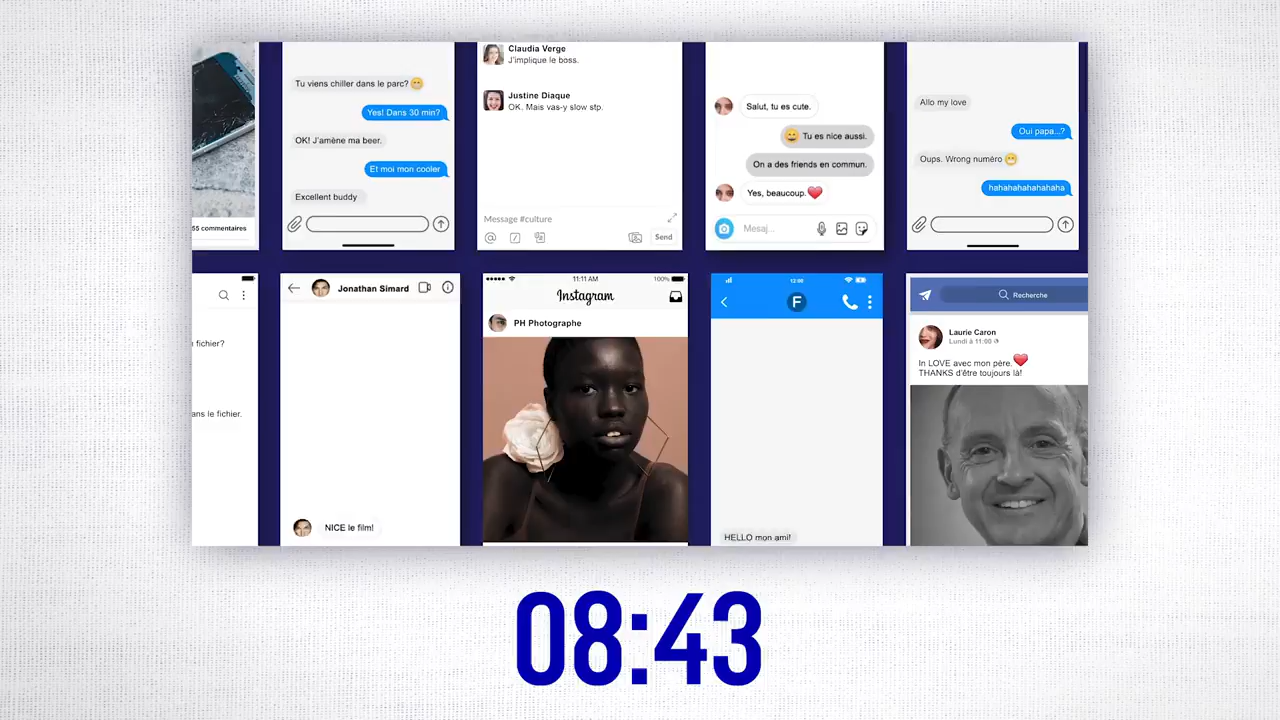 55 commentaires
Tu viens chiller dans le parc? 😁
Yes! Dans 30 min?
OK! J'amène ma beer.
Et moi mon cooler
Excellent buddy
Claudia Verge
J'implique le boss.
Justine Diaque
OK. Mais vas-y slow stp.
Message #culture
Send
Salut, tu es cute.
😄 Tu es nice aussi.
On a des friends en commun.
Yes, beaucoup.❤️
Mesaj...
Allo my love
Oui papa...?
Oups. Wrong numéro 😁
hahahahahahahaha
fichier?
ans le fichier.
Jonathan Simard
NICE le film!
11:11 AM
100%
Instagram
PH Photographe
12:00
F
HELLO mon ami!
Recherche
Laurie Caron
Lundi à 11:00
In LOVE avec mon père.❤️
THANKS d'être toujours là!
08:43